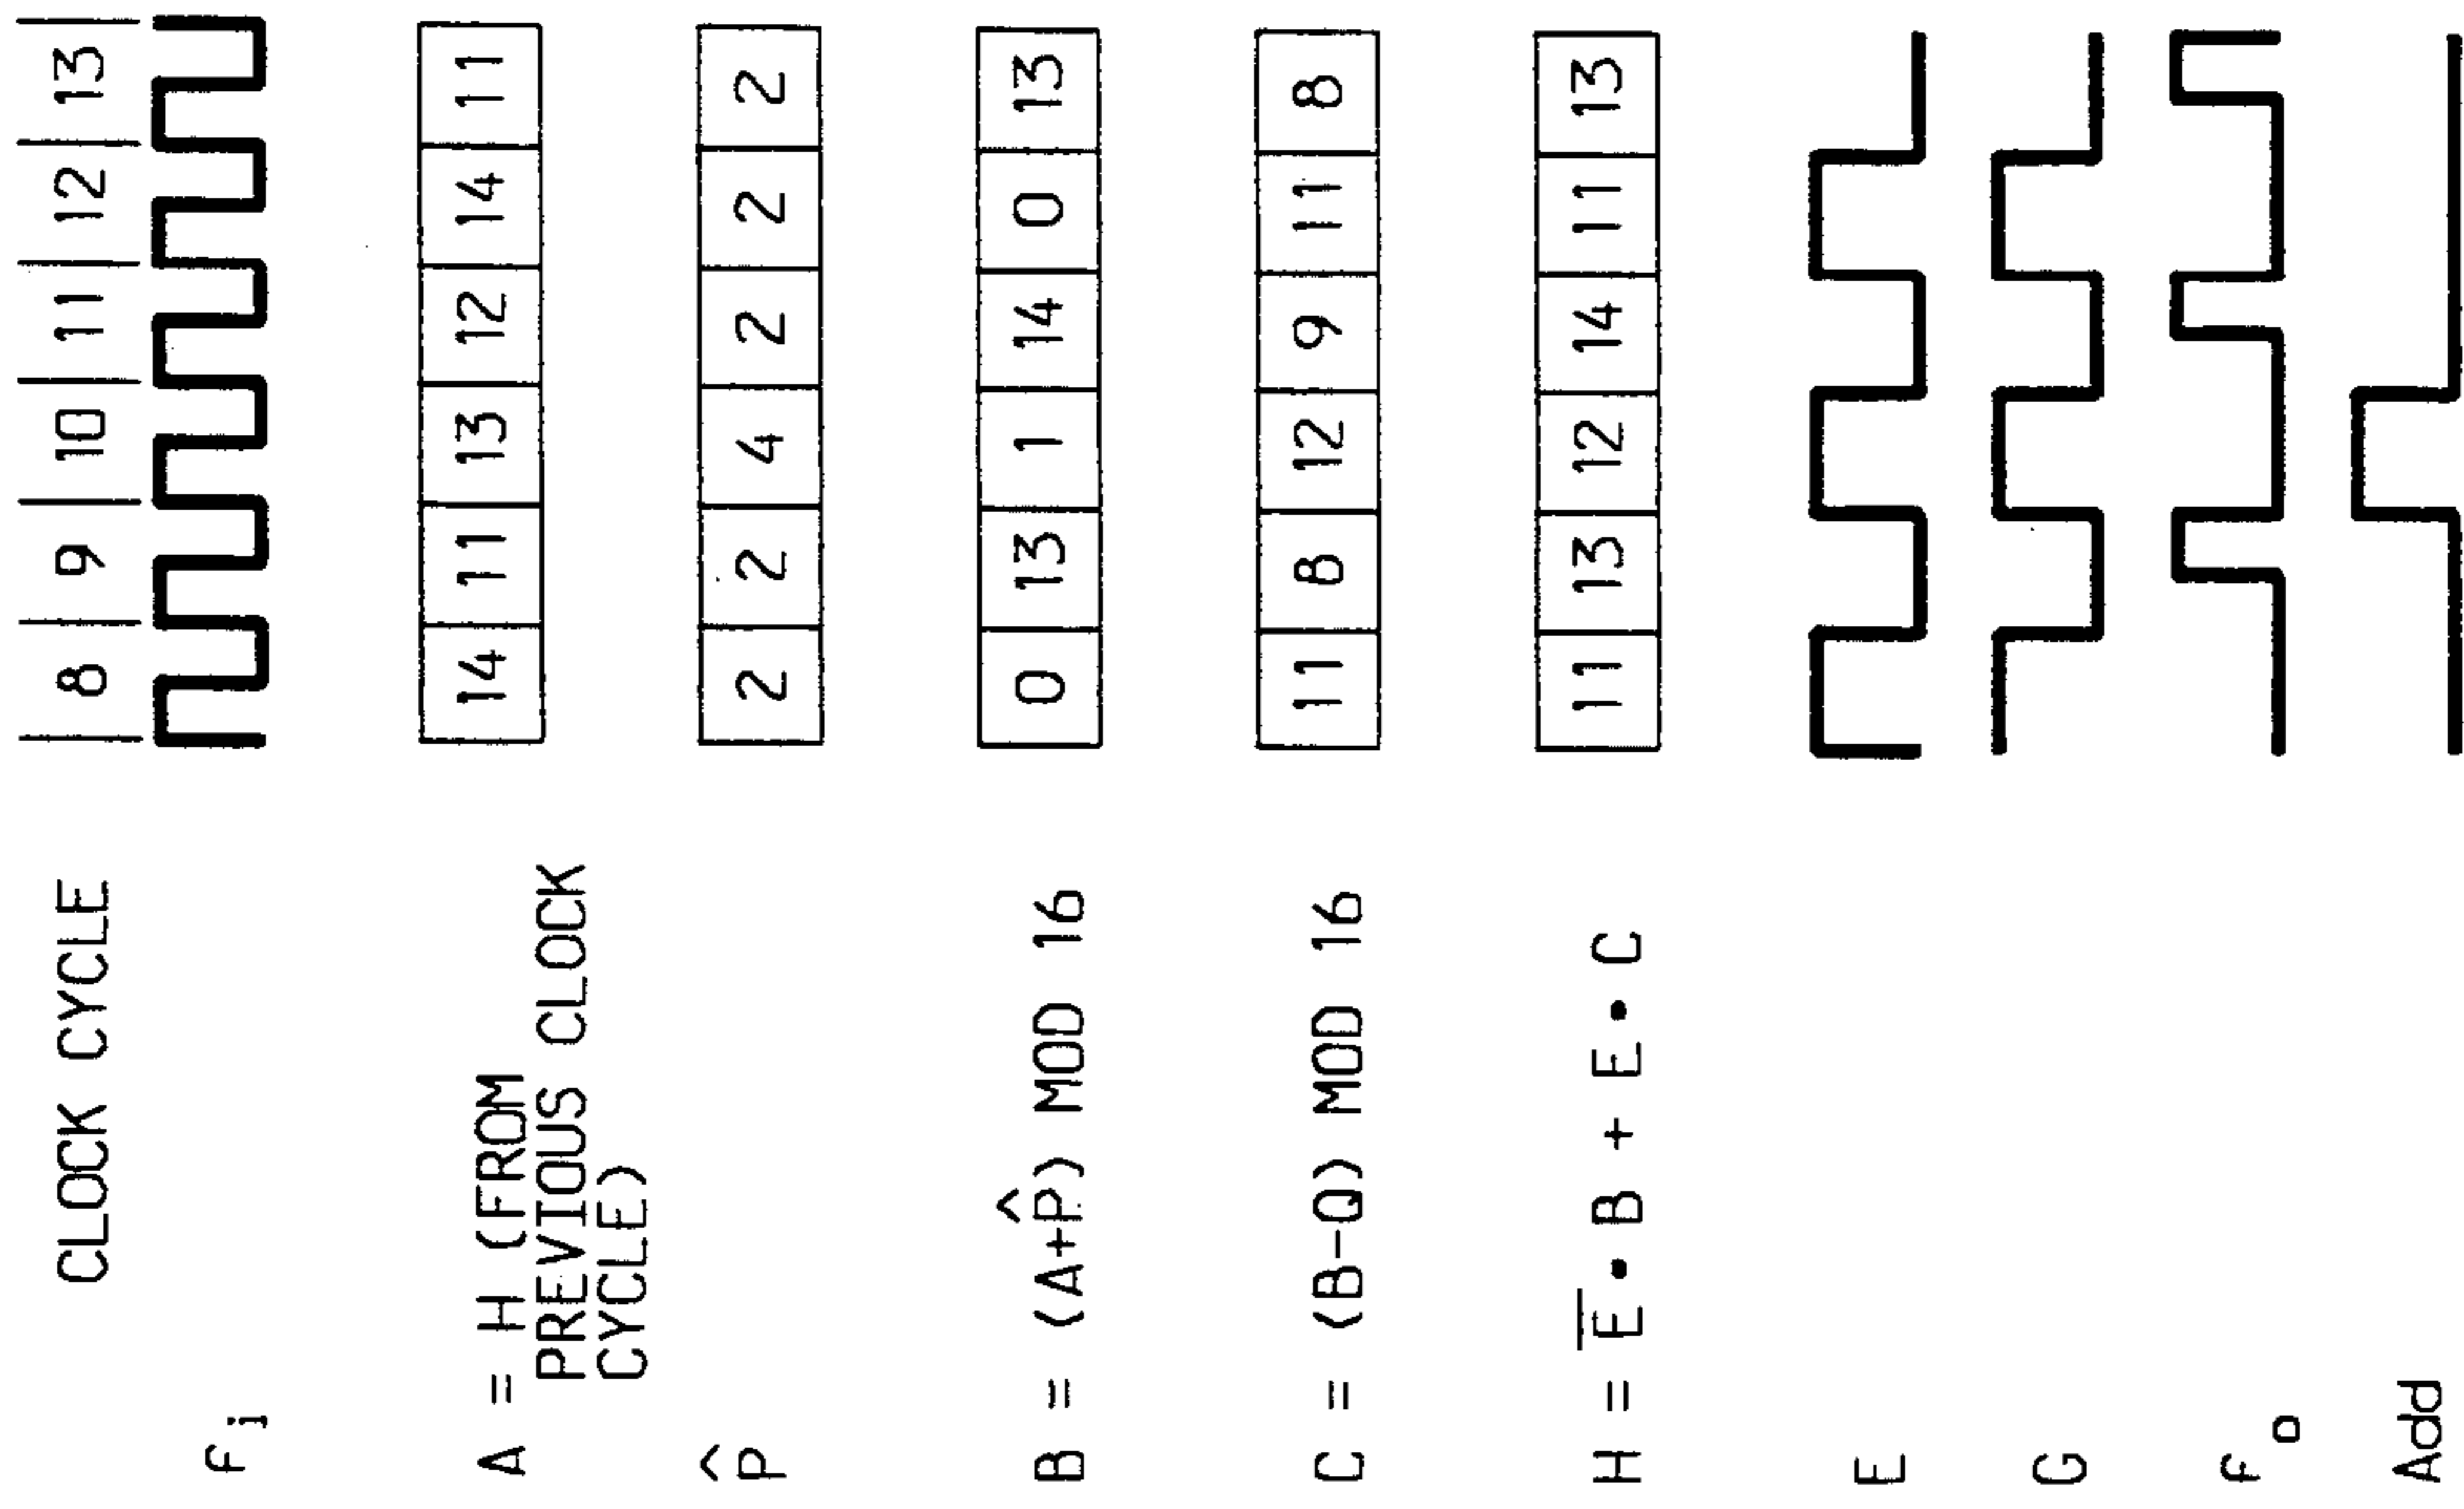 CLOCK CYCLE 8 9 10 11 12 13
fi
A = H (FROM 14 11 13 12 14 11
PREVIOUS CLOCK
CYCLE)
P̂ 2 2 4 2 2 2
B = (A+P̂) MOD 16 0 13 1 14 0 13
C = (B-Q) MOD 16 11 8 12 9 11 8
H = E̅ • B + E • C 11 13 12 14 11 13
E
G
fo
Add